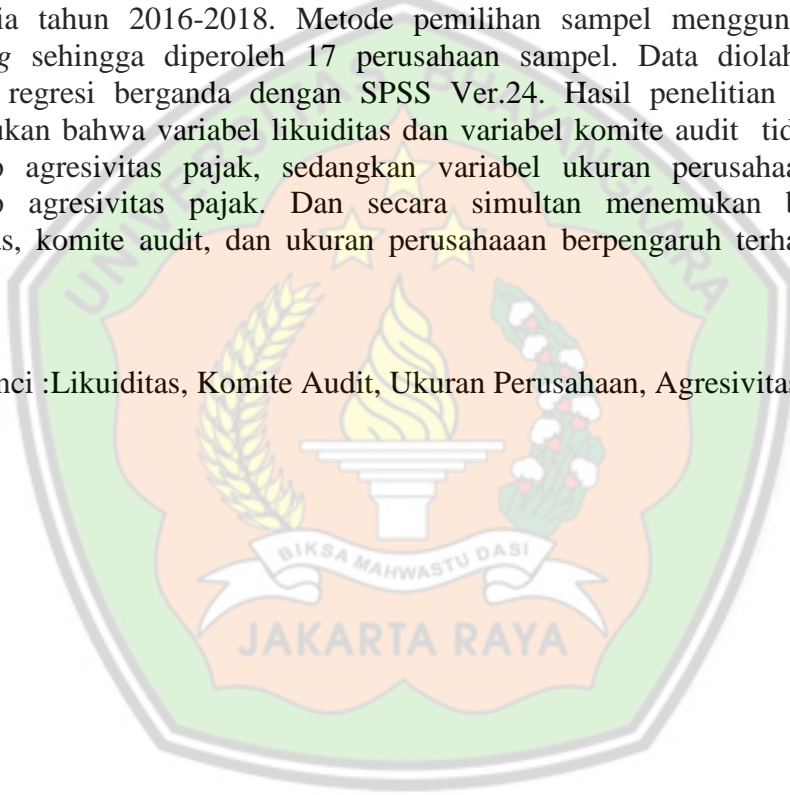 ia tahun 2016-2018. Metode pemilihan sampel menggun
g sehingga diperoleh 17 perusahaan sampel. Data diolah
regresi berganda dengan SPSS Ver.24. Hasil penelitian
ukan bahwa variabel likuiditas dan variabel komite audit tid
p agresivitas pajak, sedangkan variabel ukuran perusahaa
p agresivitas pajak. Dan secara simultan menemukan b
as, komite audit, dan ukuran perusahaaan berpengaruh terha
nci :Likuiditas, Komite Audit, Ukuran Perusahaan, Agresivitas
UNIVERSITAS BHAYANGKARA
BIKSA MAHWASTU DASI
JAKARTA RAYA